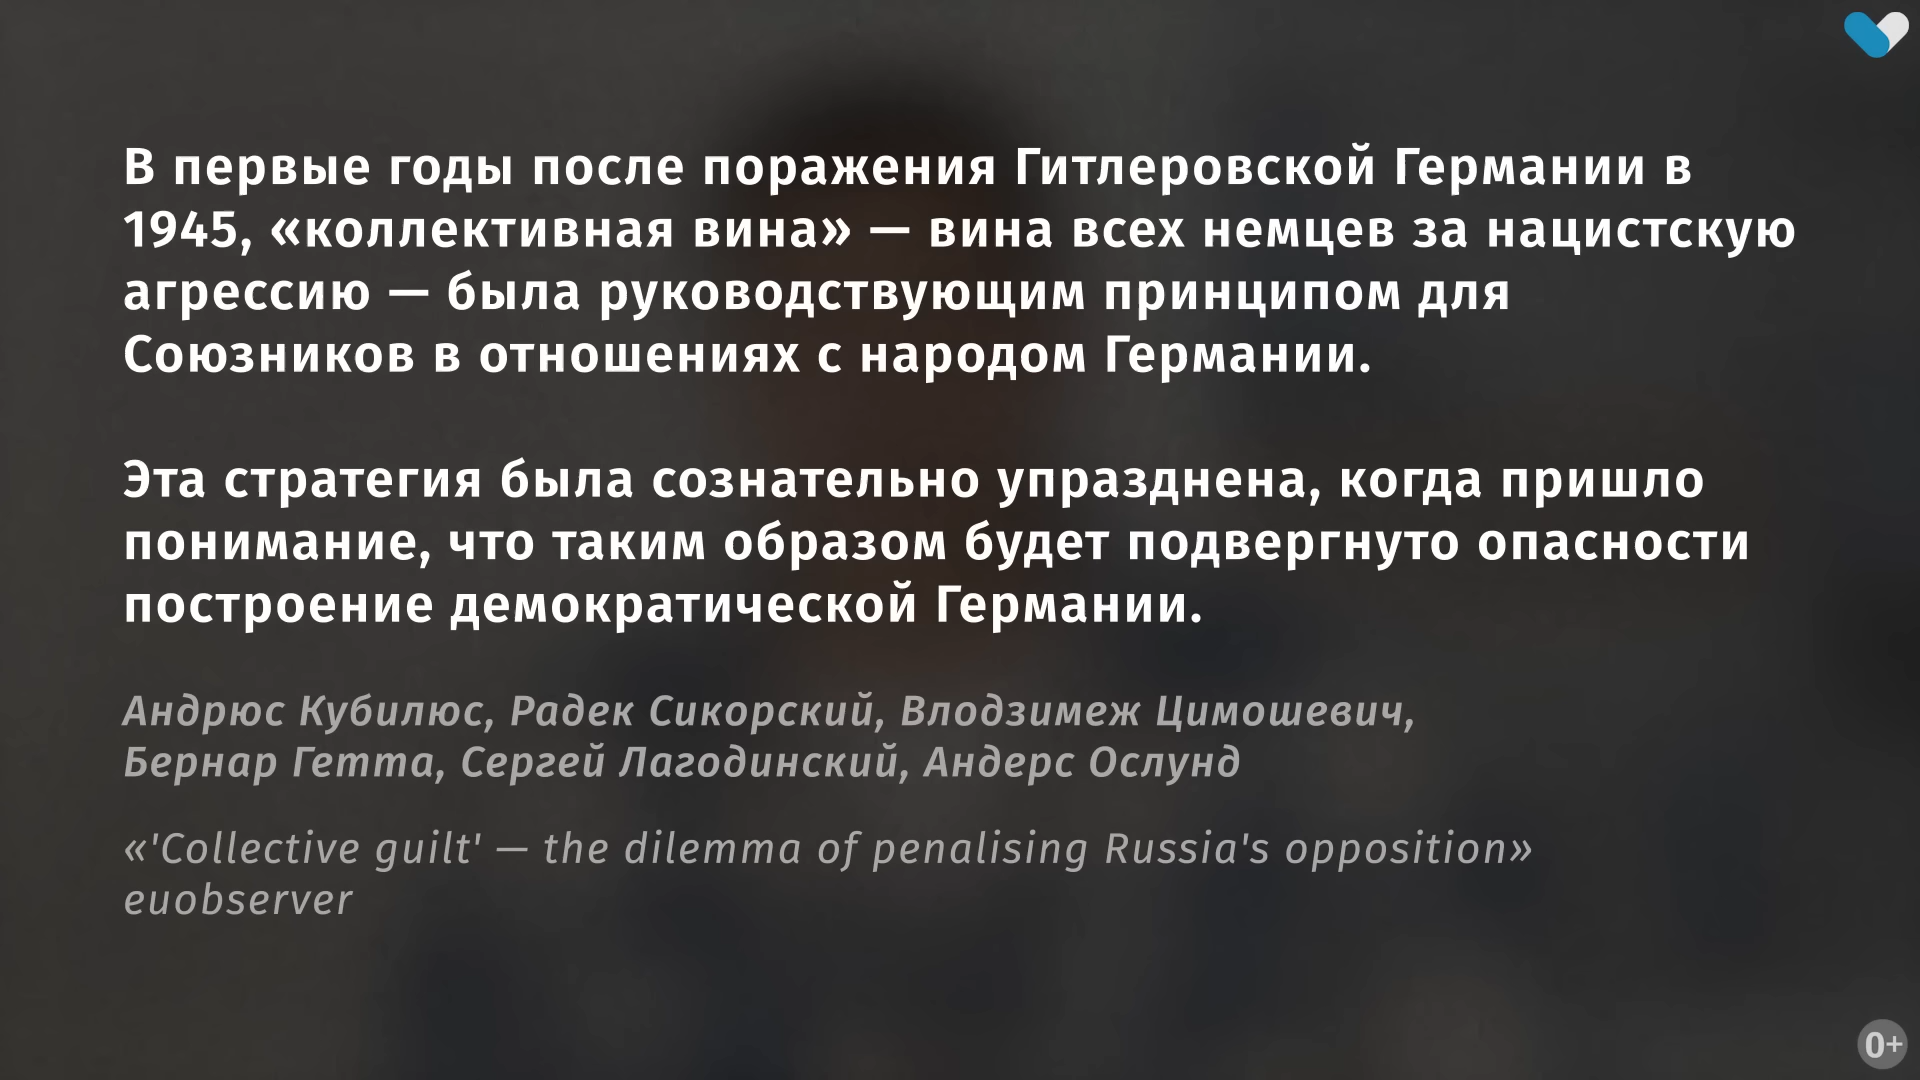 В первые годы после поражения Гитлеровской Германии в
1945, «коллективная вина» — вина всех немцев за нацистскую
агрессию — была руководствующим принципом для
Союзников в отношениях с народом Германии.
Эта стратегия была сознательно упразднена, когда пришло
понимание, что таким образом будет подвергнуто опасности
построение демократической Германии.
Андрюс Кубилюс, Радек Сикорский, Влодзимеж Цимошевич,
Бернар Гетта, Сергей Лагодинский, Андерс Ослунд
«'Collective guilt' — the dilemma of penalising Russia's opposition»
euobserver
0+